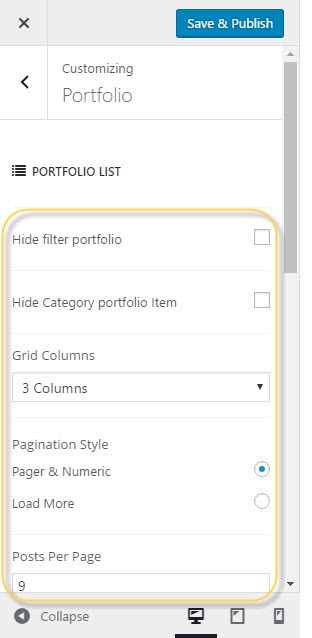 Save & Publish
Customizing
Portfolio
PORTFOLIO LIST
Hide filter portfolio
Hide Category portfolio Item
Grid Columns
3 Columns
Pagination Style
Pager & Numeric
Load More
Posts Per Page
9
Collapse